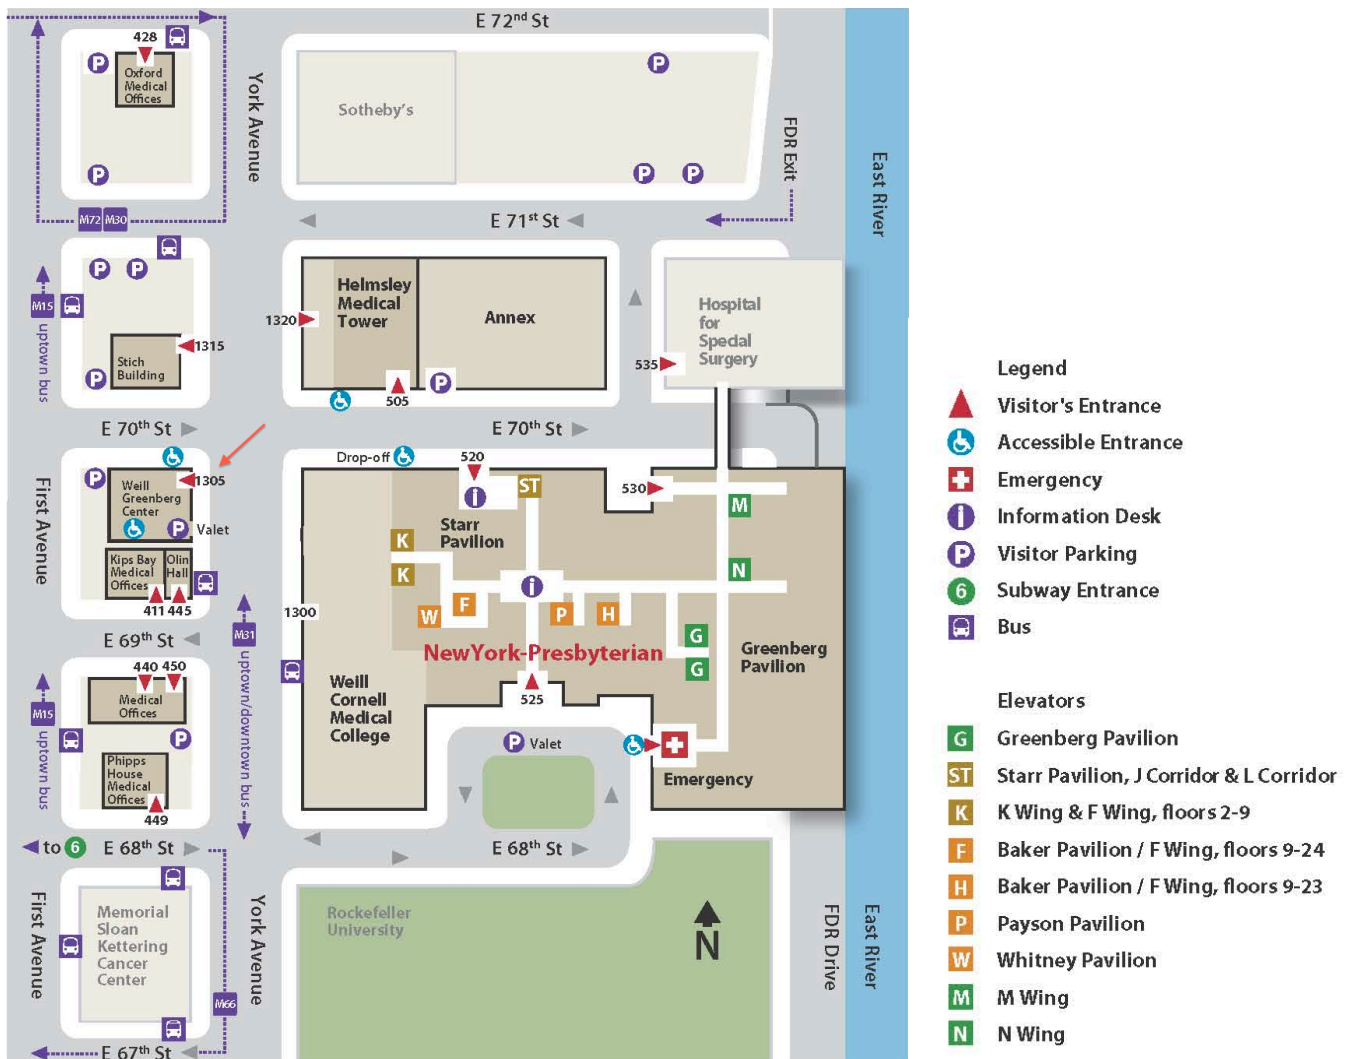 E 72nd St
428
P
Oxford
Medical
Offices
P
M72 M30
York Avenue
Sotheby's
P
P P
FDR Exit
East River
E 71st St
P P
M15
uptown bus
1315
Stich
Building
P
1320
Helmsley
Medical
Tower
Annex
505
P
Hospital
for
Special
Surgery
535
E 70th St
E 70th St
First Avenue
P
1305
Weill
Greenberg
Center
P
Valet
Kips Bay
Medical
Offices
Olin
Hall
411 445
E 69th St
M31
uptown/downtown bus
Drop-off
520
i
ST
Starr
Pavilion
530
M
K
K
N
i
1300
W
F
P
H
G
G
NewYork-Presbyterian
Greenberg
Pavilion
Weill
Cornell
Medical
College
525
P
Valet
Emergency
440 450
Medical
Offices
M15
uptown bus
P
Phipps
House
Medical
Offices
449
to 6
E 68th St
E 68th St
First Avenue
Memorial
Sloan
Kettering
Cancer
Center
M66
York Avenue
Rockefeller
University
N
FDR Drive
East River
E 67th St
Legend
Visitor's Entrance
Accessible Entrance
Emergency
i Information Desk
P Visitor Parking
6 Subway Entrance
Bus
Elevators
G Greenberg Pavilion
ST Starr Pavilion, J Corridor & L Corridor
K K Wing & F Wing, floors 2-9
F Baker Pavilion / F Wing, floors 9-24
H Baker Pavilion / F Wing, floors 9-23
P Payson Pavilion
W Whitney Pavilion
M M Wing
N N Wing